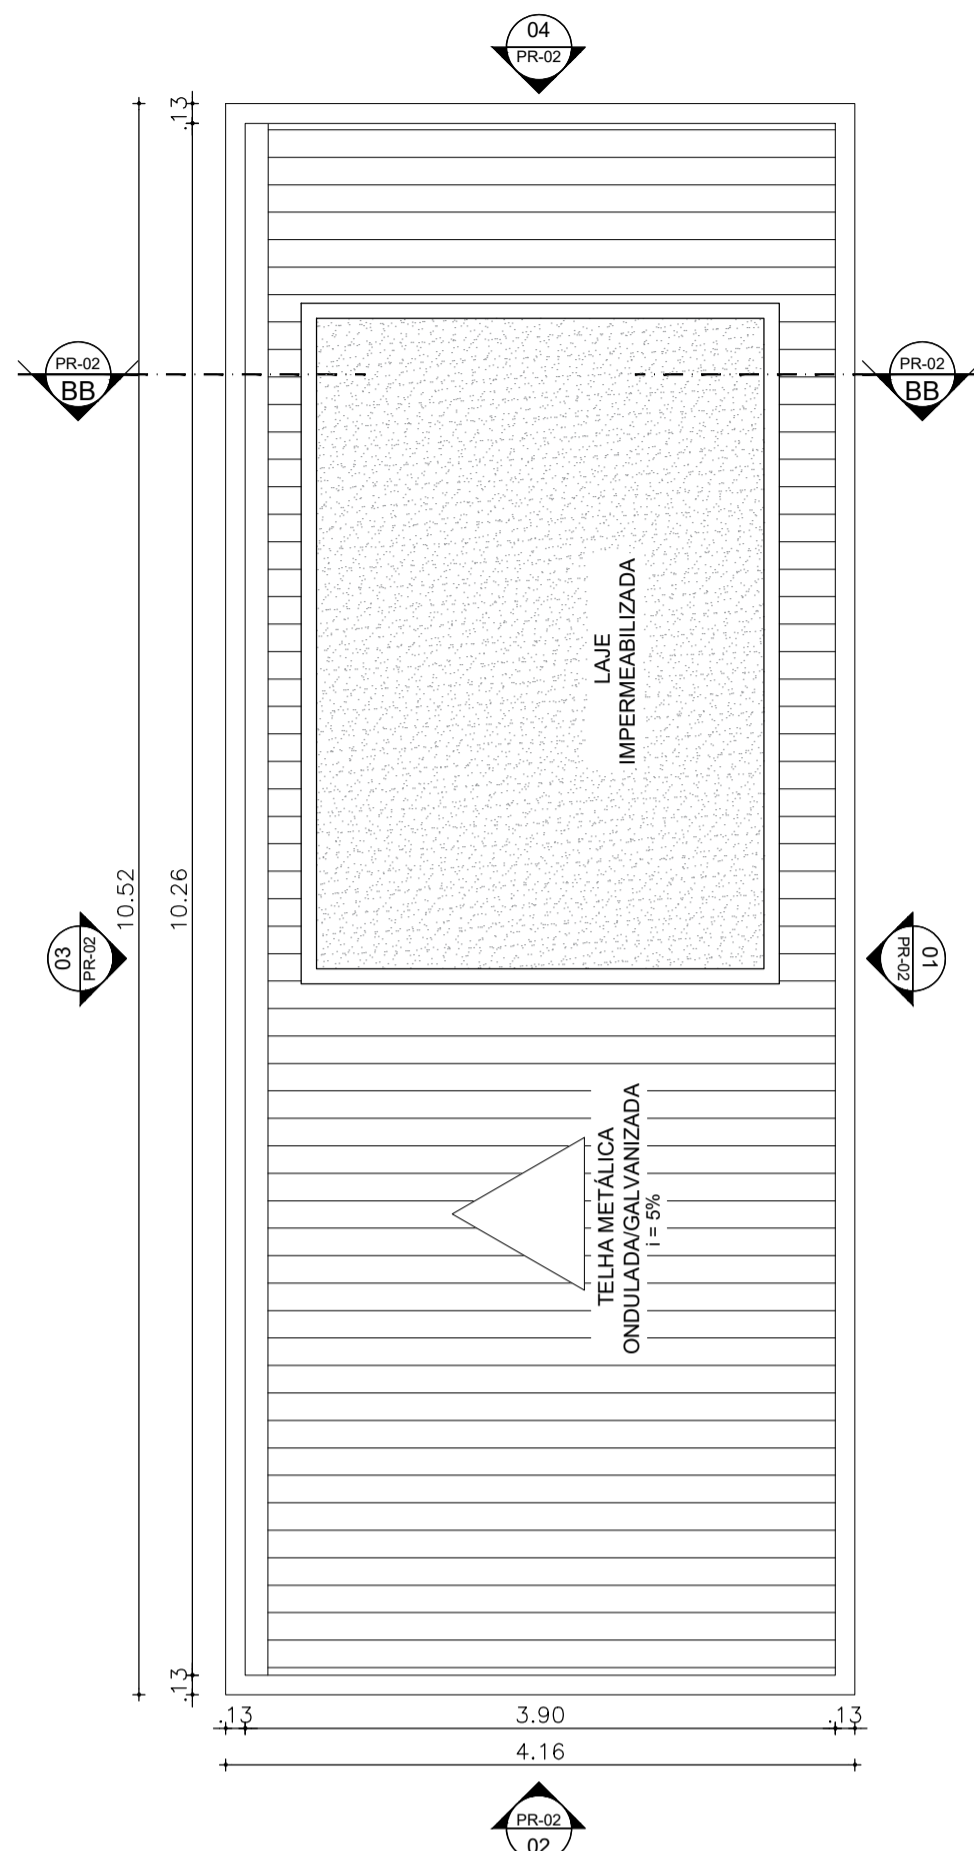 04
PR-02
.13
PR-02
BB
PR-02
BB
LAJE
IMPERMEABILIZADA
10.52
10.26
03
PR-02
01
PR-02
TELHA METÁLICA
ONDULADA/GALVANIZADA
i = 5%
.13
.13
3.90
.13
4.16
PR-02
02